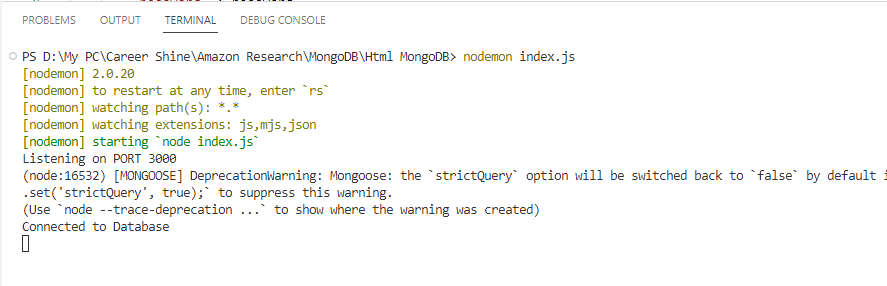 PROBLEMS OUTPUT TERMINAL DEBUG CONSOLE
PS D:\My PC\Career Shine\Amazon Research\MongoDB\Html MongoDB> nodemon index.js
[nodemon] 2.0.20
[nodemon] to restart at any time, enter `rs`
[nodemon] watching path(s): *.*
[nodemon] watching extensions: js,mjs,json
[nodemon] starting `node index.js`
Listening on PORT 3000
(node:16532) [MONGOOSE] DeprecationWarning: Mongoose: the `strictQuery` option will be switched back to `false` by default i
.set('strictQuery', true);` to suppress this warning.
(Use `node --trace-deprecation ...` to show where the warning was created)
Connected to Database